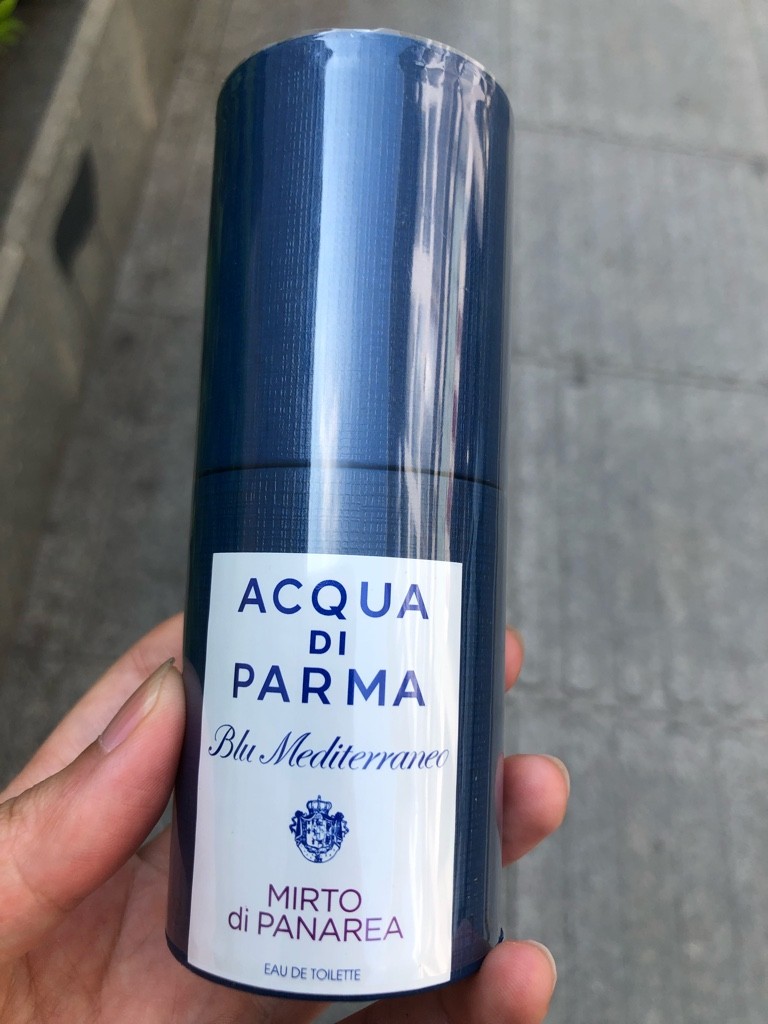 ACQUA
DI
PARMA
Blu Mediterraneo
MIRTO
di PANAREA
EAU DE TOILETTE